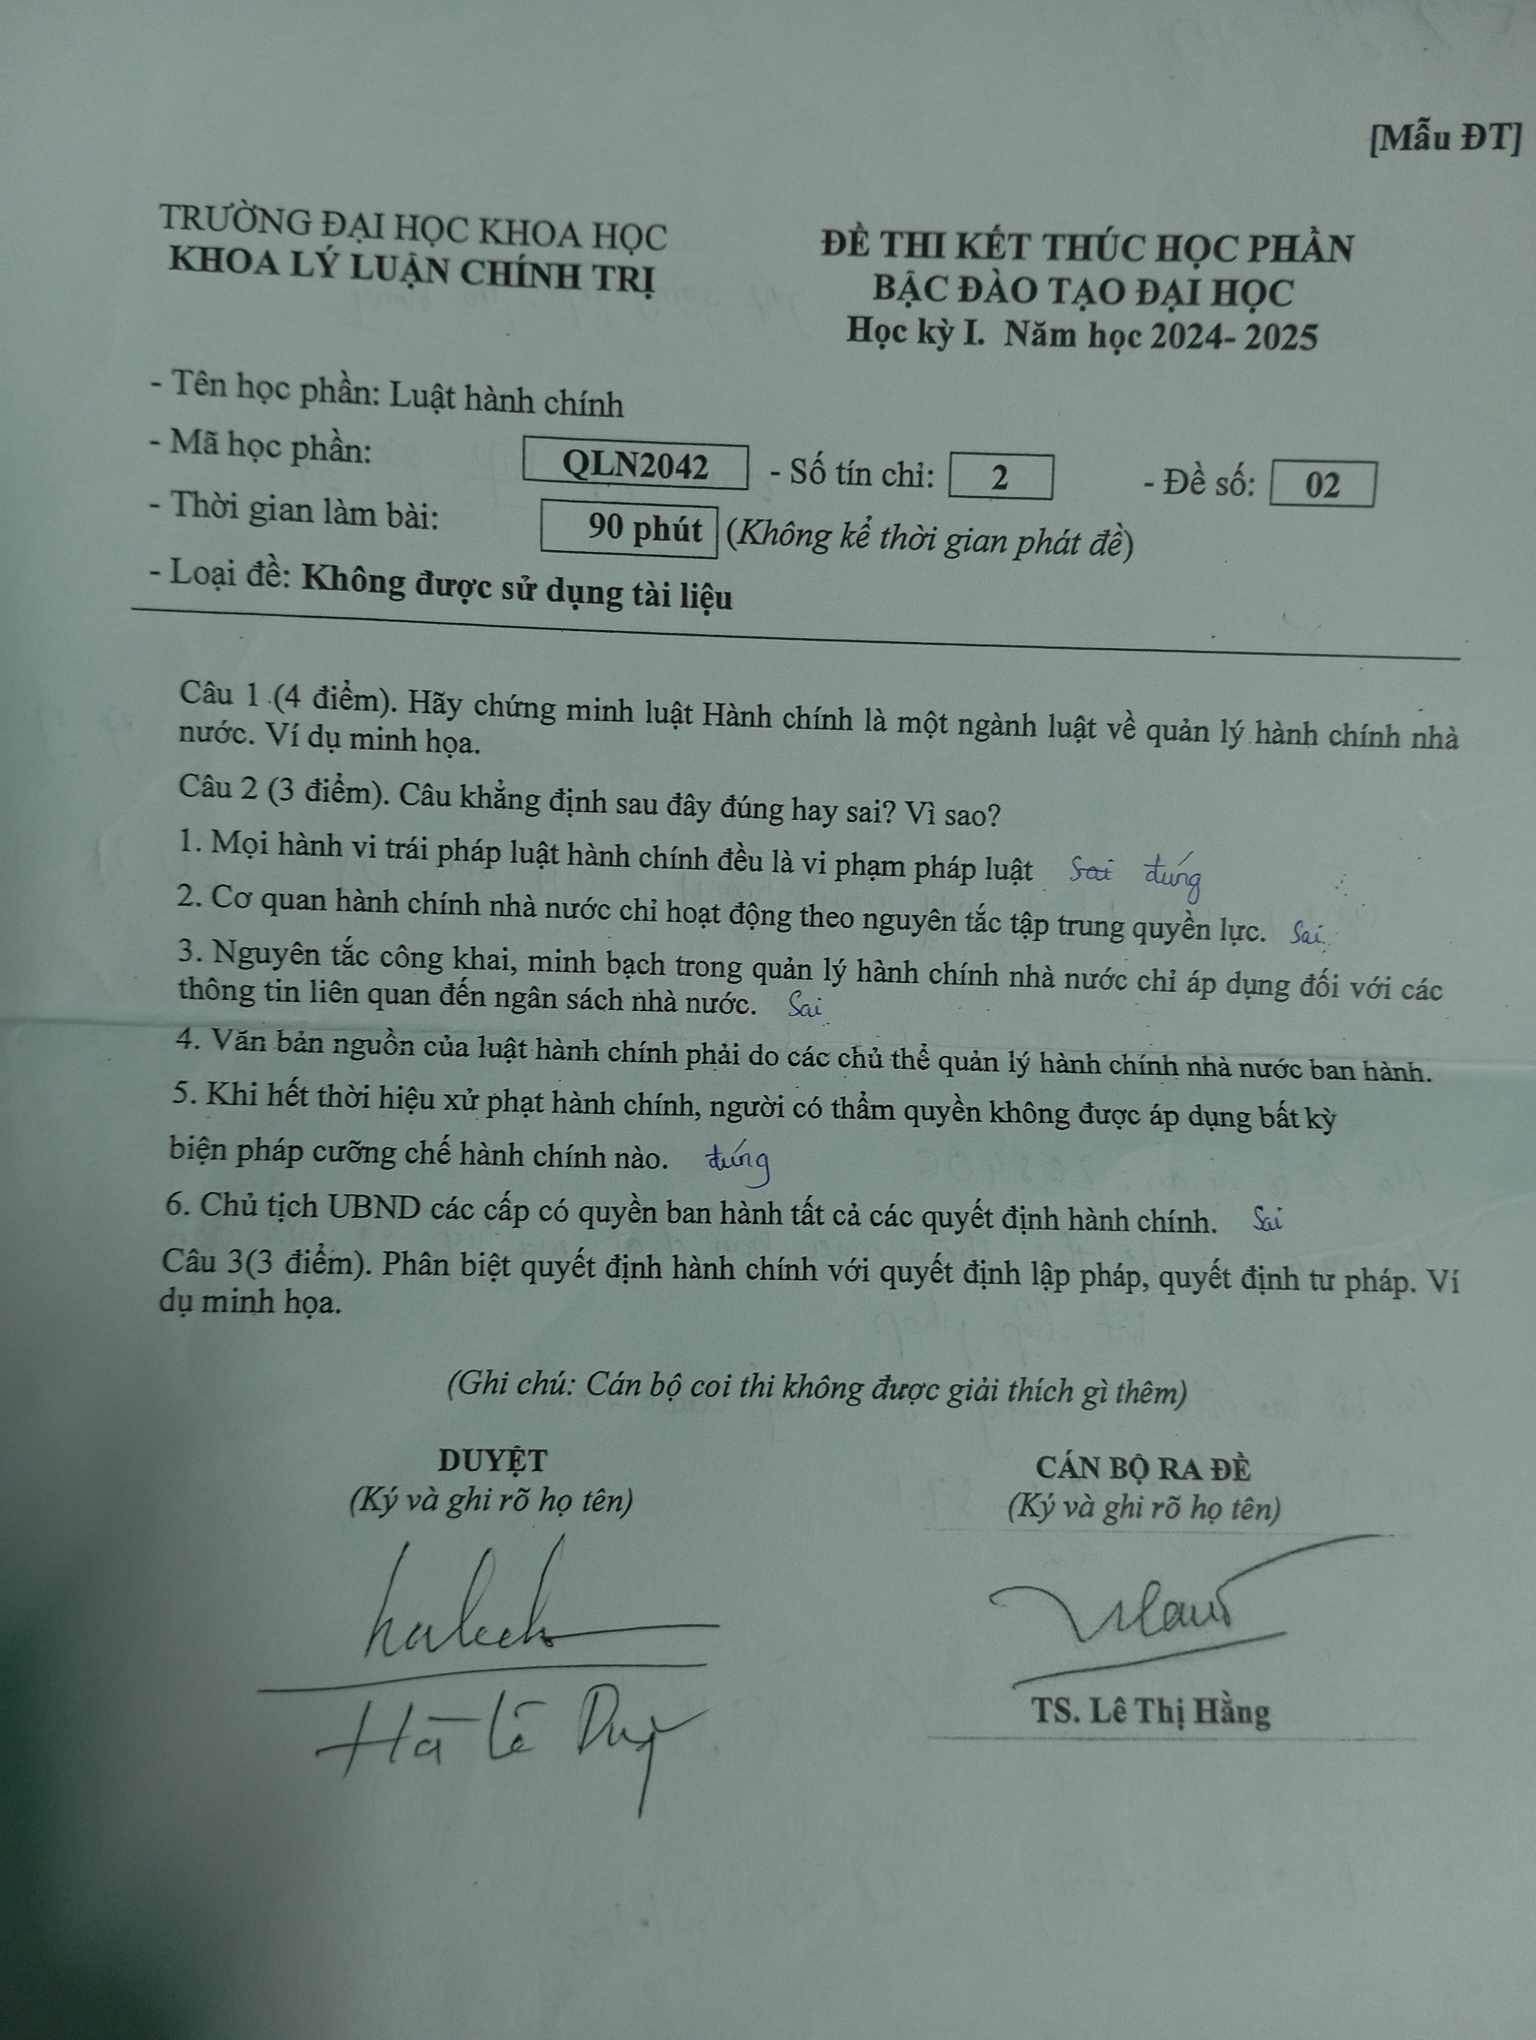 [Mẫu ĐT]
TRƯỜNG ĐẠI HỌC KHOA HỌC
KHOA LÝ LUẬN CHÍNH TRỊ
ĐỀ THI KẾT THÚC HỌC PHẦN
BẬC ĐÀO TẠO ĐẠI HỌC
Học kỳ I. Năm học 2024- 2025
- Tên học phần: Luật hành chính
- Mã học phần: QLN2042 - Số tín chỉ: 2 - Đề số: 02
- Thời gian làm bài: 90 phút (Không kể thời gian phát đề)
- Loại đề: Không được sử dụng tài liệu
Câu 1 (4 điểm). Hãy chứng minh luật Hành chính là một ngành luật về quản lý hành chính nhà
nước. Ví dụ minh họa.
Câu 2 (3 điểm). Câu khẳng định sau đây đúng hay sai? Vì sao?
1. Mọi hành vi trái pháp luật hành chính đều là vi phạm pháp luật sai đúng
2. Cơ quan hành chính nhà nước chỉ hoạt động theo nguyên tắc tập trung quyền lực. Sai
3. Nguyên tắc công khai, minh bạch trong quản lý hành chính nhà nước chỉ áp dụng đối với các
thông tin liên quan đến ngân sách nhà nước. Sai
4. Văn bản nguồn của luật hành chính phải do các chủ thể quản lý hành chính nhà nước ban hành.
5. Khi hết thời hiệu xử phạt hành chính, người có thẩm quyền không được áp dụng bất kỳ
biện pháp cưỡng chế hành chính nào. đúng
6. Chủ tịch UBND các cấp có quyền ban hành tất cả các quyết định hành chính. Sai
Câu 3(3 điểm). Phân biệt quyết định hành chính với quyết định lập pháp, quyết định tư pháp. Ví
dụ minh họa.
(Ghi chú: Cán bộ coi thi không được giải thích gì thêm)
DUYỆT
(Ký và ghi rõ họ tên)
Hà Lê Duy
CÁN BỘ RA ĐỀ
(Ký và ghi rõ họ tên)
TS. Lê Thị Hằng